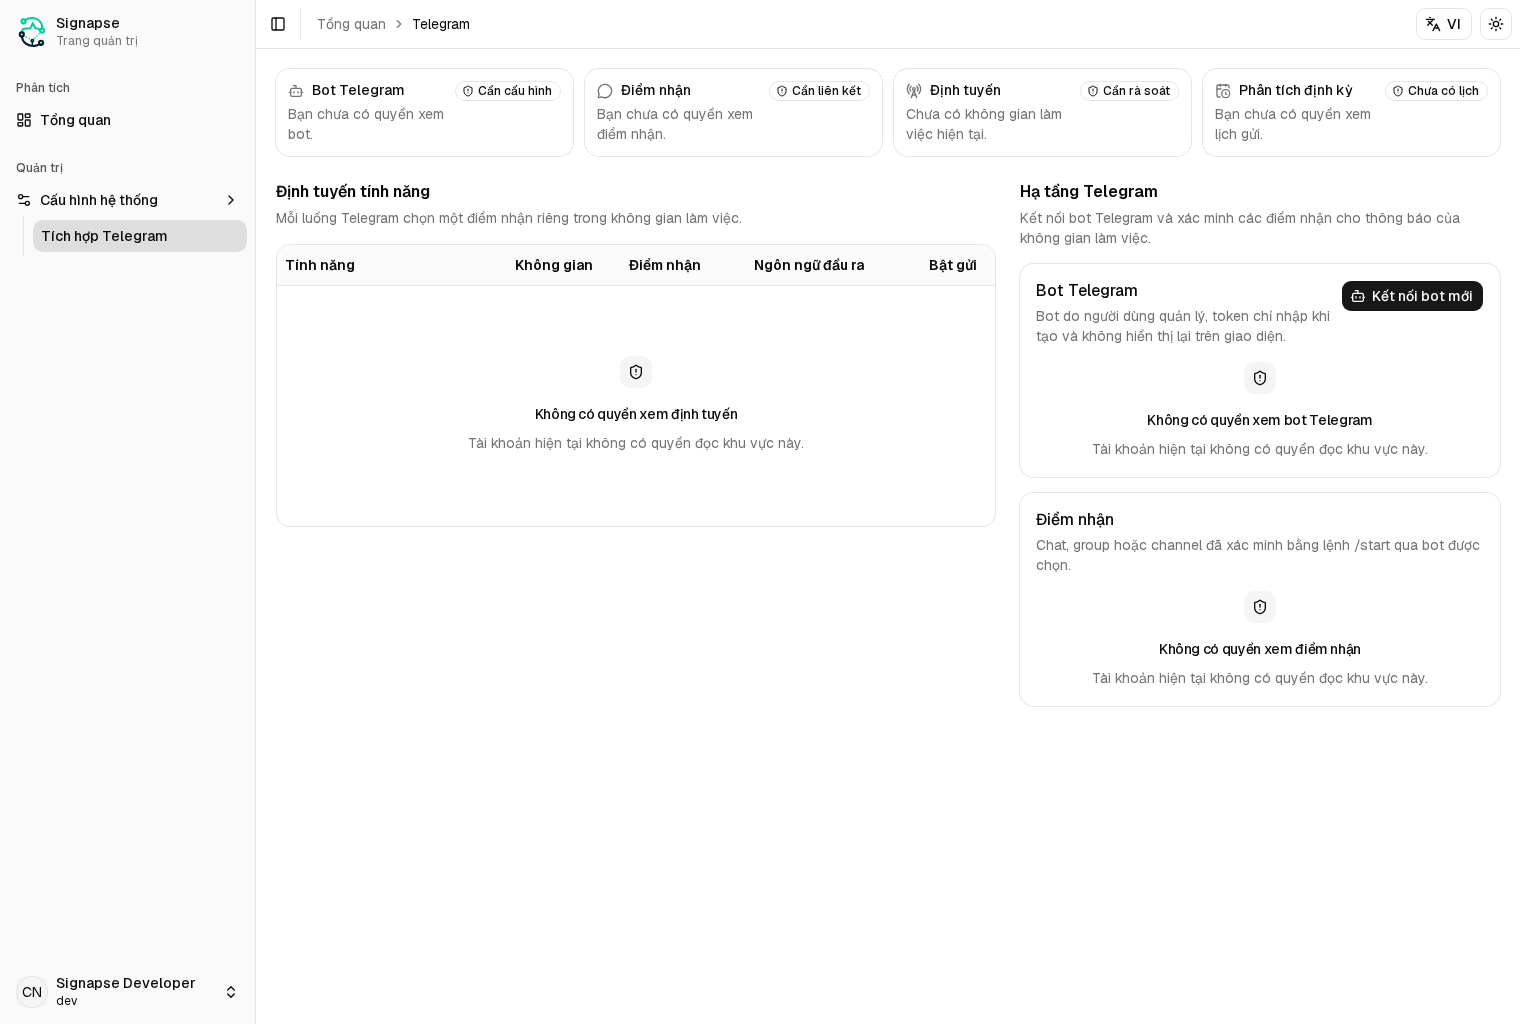 Signapse
Trang quản trị
Phân tích
Tổng quan
Quản trị
Cấu hình hệ thống
Tích hợp Telegram
CN
Signapse Developer
dev
Tổng quan > Telegram
VI
Bot Telegram
Cần cấu hình
Bạn chưa có quyền xem
bot.
Điểm nhận
Cần liên kết
Bạn chưa có quyền xem
điểm nhận.
Định tuyến
Cần rà soát
Chưa có không gian làm
việc hiện tại.
Phân tích định kỳ
Chưa có lịch
Bạn chưa có quyền xem
lịch gửi.
Định tuyến tính năng
Mỗi luồng Telegram chọn một điểm nhận riêng trong không gian làm việc.
Tính năng Không gian Điểm nhận Ngôn ngữ đầu ra Bật gửi
Không có quyền xem định tuyến
Tài khoản hiện tại không có quyền đọc khu vực này.
Hạ tầng Telegram
Kết nối bot Telegram và xác minh các điểm nhận cho thông báo của
không gian làm việc.
Bot Telegram
Kết nối bot mới
Bot do người dùng quản lý, token chỉ nhập khi
tạo và không hiển thị lại trên giao diện.
Không có quyền xem bot Telegram
Tài khoản hiện tại không có quyền đọc khu vực này.
Điểm nhận
Chat, group hoặc channel đã xác minh bằng lệnh /start qua bot được
chọn.
Không có quyền xem điểm nhận
Tài khoản hiện tại không có quyền đọc khu vực này.